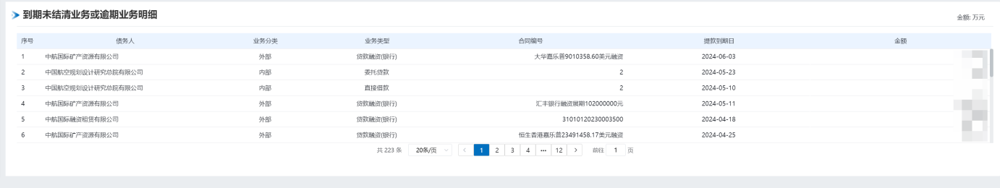 到期未结清业务或逾期业务明细
金额: 万元
序号 债务人 业务分类 业务类型 合同编号 提款到期日 金额
1 中航国际矿产资源有限公司 外部 贷款融资(银行) 大华嘉乐普9010358.60美元融资 2024-06-03
2 中国航空规划设计研究总院有限公司 内部 委托贷款 2 2024-05-23
3 中国航空规划设计研究总院有限公司 内部 直接借款 2 2024-05-10
4 中航国际矿产资源有限公司 外部 贷款融资(银行) 汇丰银行融资展期102000000元 2024-05-11
5 中航国际融资租赁有限公司 外部 贷款融资(银行) 31010120230003500 2024-04-18
6 中航国际矿产资源有限公司 外部 贷款融资(银行) 恒生香港嘉乐普23491458.17美元融资 2024-04-25
共 223 条 20条/页 1 2 3 4 ••• 12 前往 1 页